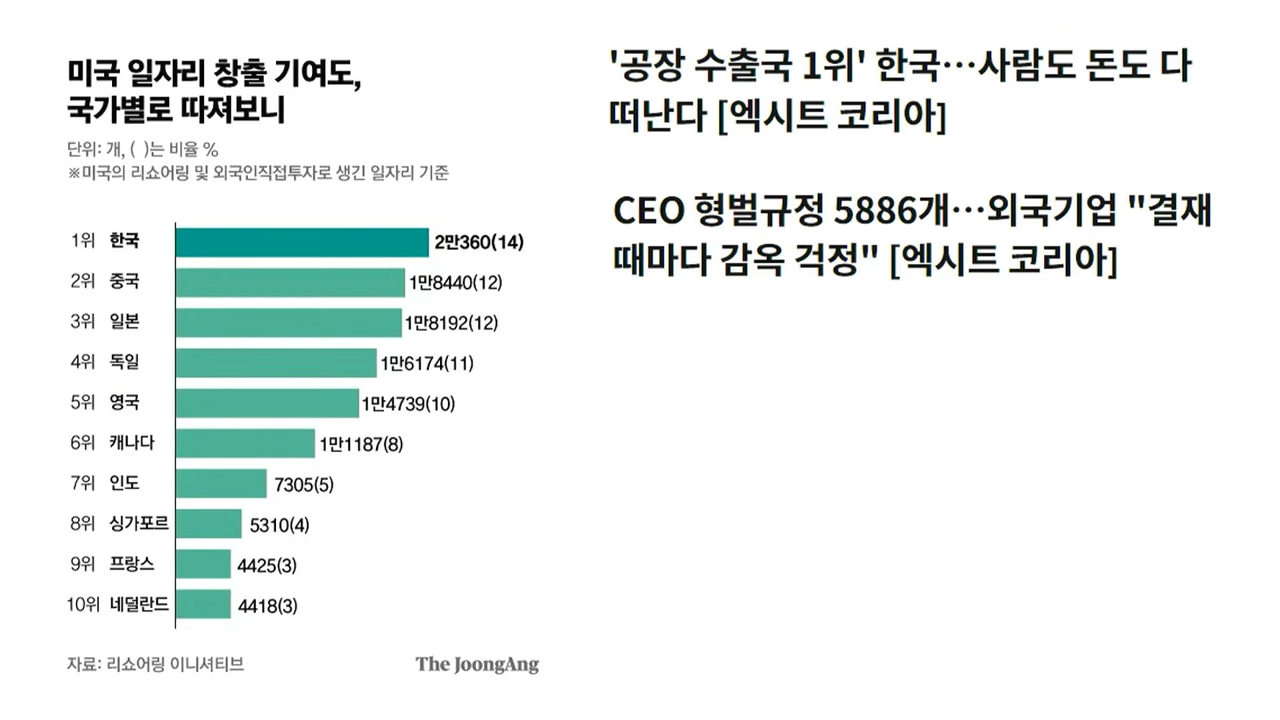 미국 일자리 창출 기여도,
국가별로 따져보니
단위: 개, ( )는 비율 %
※미국의 리쇼어링 및 외국인직접투자로 생긴 일자리 기준
1위 한국 2만360(14)
2위 중국 1만8440(12)
3위 일본 1만8192(12)
4위 독일 1만6174(11)
5위 영국 1만4739(10)
6위 캐나다 1만1187(8)
7위 인도 7305(5)
8위 싱가포르 5310(4)
9위 프랑스 4425(3)
10위 네덜란드 4418(3)
자료: 리쇼어링 이니셔티브
The JoongAng
'공장 수출국 1위' 한국…사람도 돈도 다
떠난다 [엑시트 코리아]
CEO 형벌규정 5886개…외국기업 "결재
때마다 감옥 걱정" [엑시트 코리아]